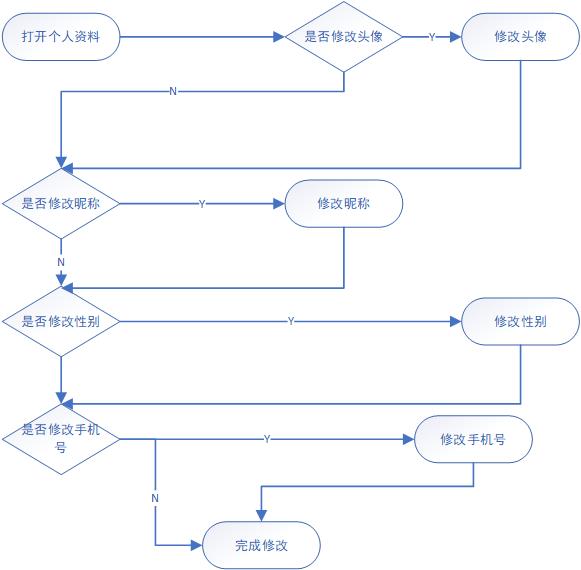 打开个人资料
是否修改头像
Y
修改头像
N
是否修改昵称
Y
修改昵称
N
是否修改性别
Y
修改性别
是否修改手机
号
Y
修改手机号
N
完成修改